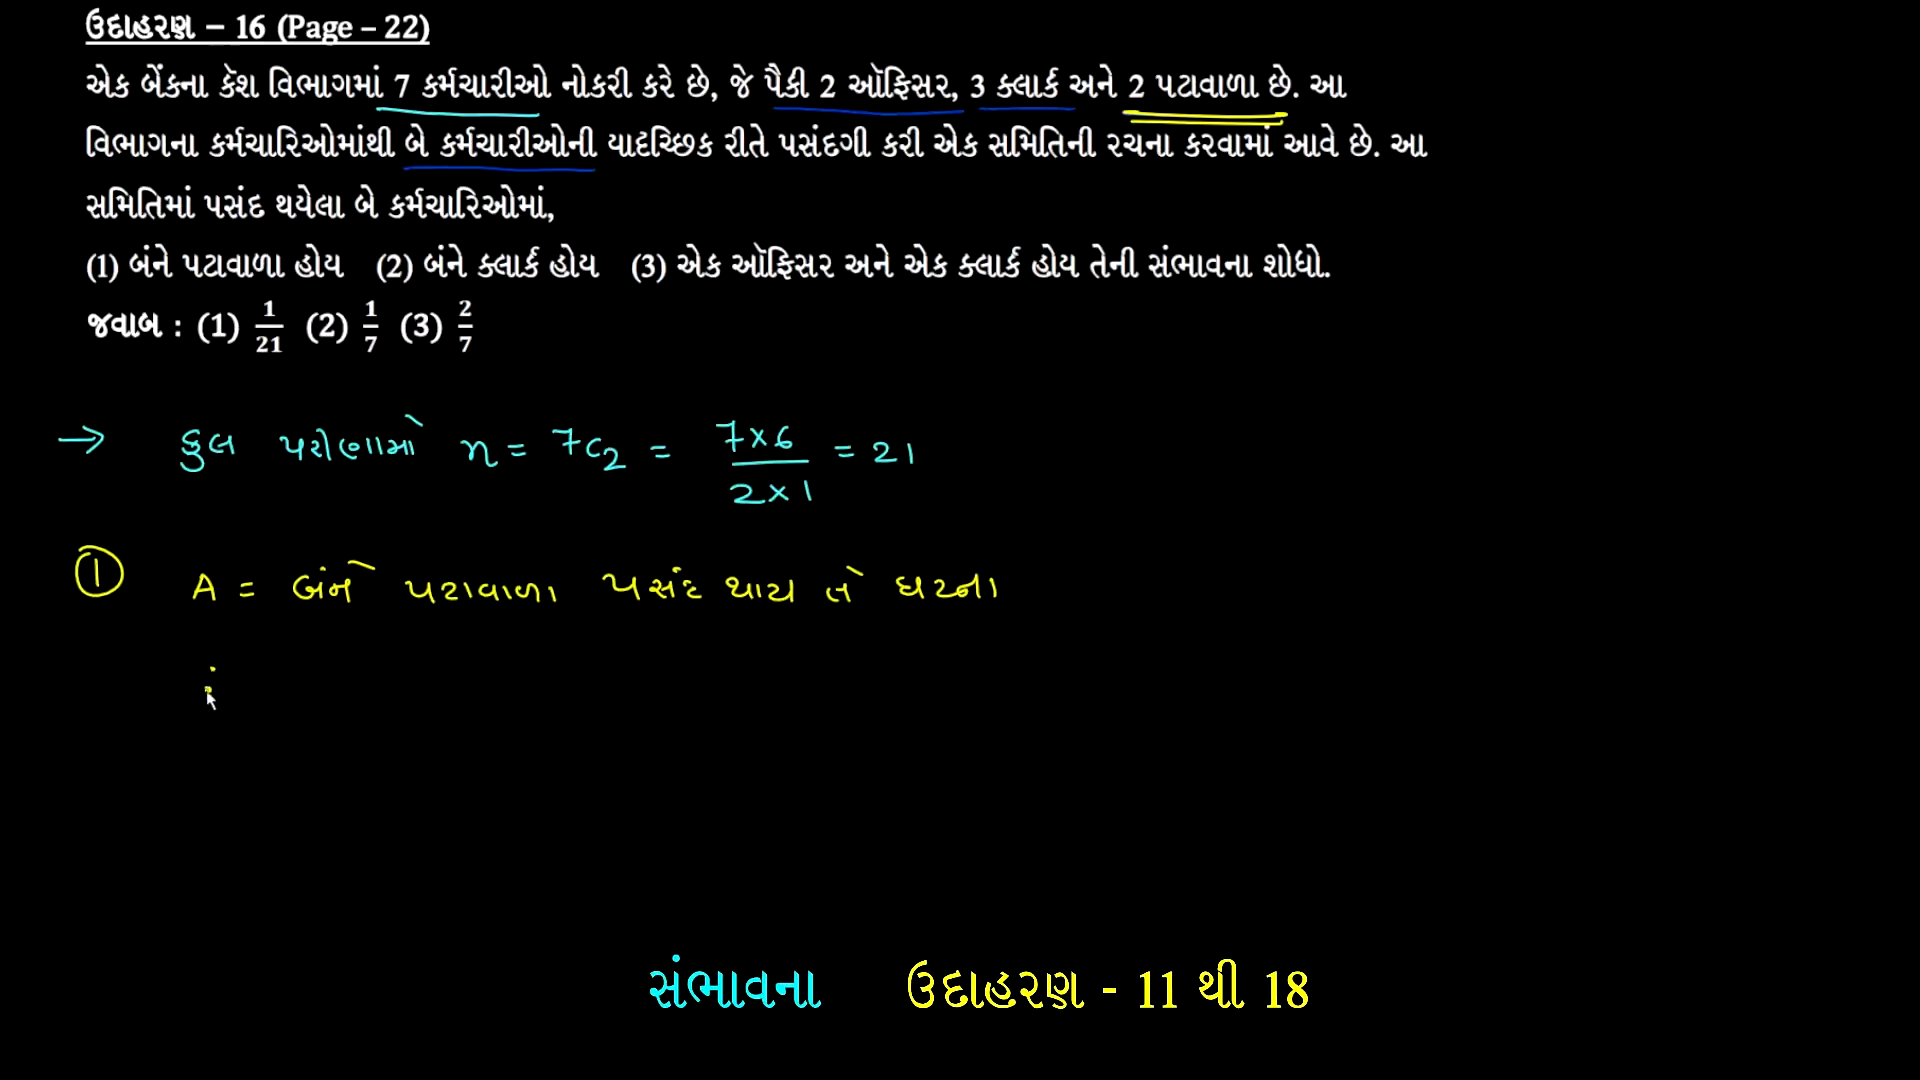 ઉદાહરણ – 16 (Page – 22)
એક બેંકના કૅશ વિભાગમાં 7 કર્મચારીઓ નોકરી કરે છે, જે પૈકી 2 ઑફિસર, 3 ક્લાર્ક અને 2 પટાવાળા છે. આ
વિભાગના કર્મચારિઓમાંથી બે કર્મચારીઓની યાદચ્છિક રીતે પસંદગી કરી એક સમિતિની રચના કરવામાં આવે છે. આ
સમિતિમાં પસંદ થયેલા બે કર્મચારિઓમાં,
(1) બંને પટાવાળા હોય (2) બંને ક્લાર્ક હોય (3) એક ઑફિસર અને એક ક્લાર્ક હોય તેની સંભાવના શોધો.
જવાબ : (1) 1/21 (2) 1/7 (3) 2/7
→ કુલ પરીણામો n = 7c2 = 7×6 / 2×1 = 21
① A = બંને પટાવાળા પસંદ થાય તે ઘટના
સંભાવના ઉદાહરણ - 11 થી 18